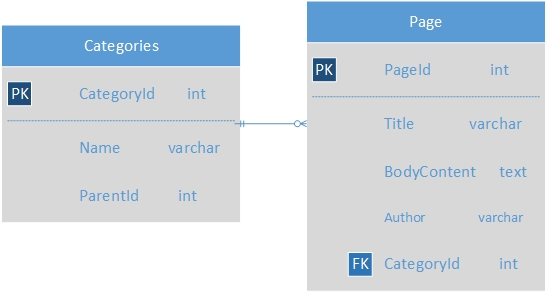 Categories
PK CategoryId int
Name varchar
ParentId int
Page
PK PageId int
Title varchar
BodyContent text
Author varchar
FK CategoryId int